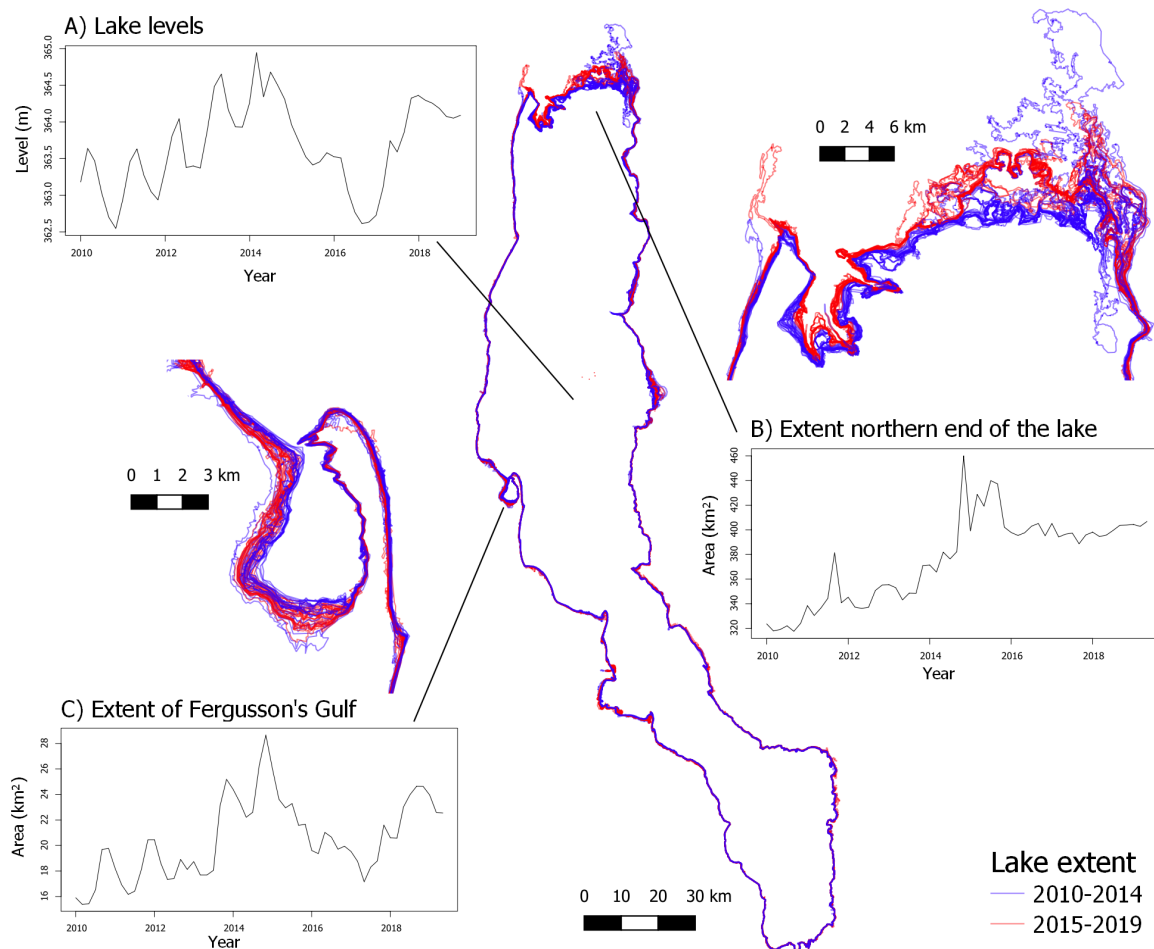 A) Lake levels
365.0
364.5
364.0
363.5
363.0
362.5
Level (m)
2010 2012 2014 2016 2018
Year
0 2 4 6 km
0 1 2 3 km
B) Extent northern end of the lake
460
440
420
400
380
360
340
320
Area (km²)
2010 2012 2014 2016 2018
Year
C) Extent of Fergusson's Gulf
28
26
24
22
20
18
16
Area (km²)
2010 2012 2014 2016 2018
Year
0 10 20 30 km
Lake extent
2010-2014
2015-2019